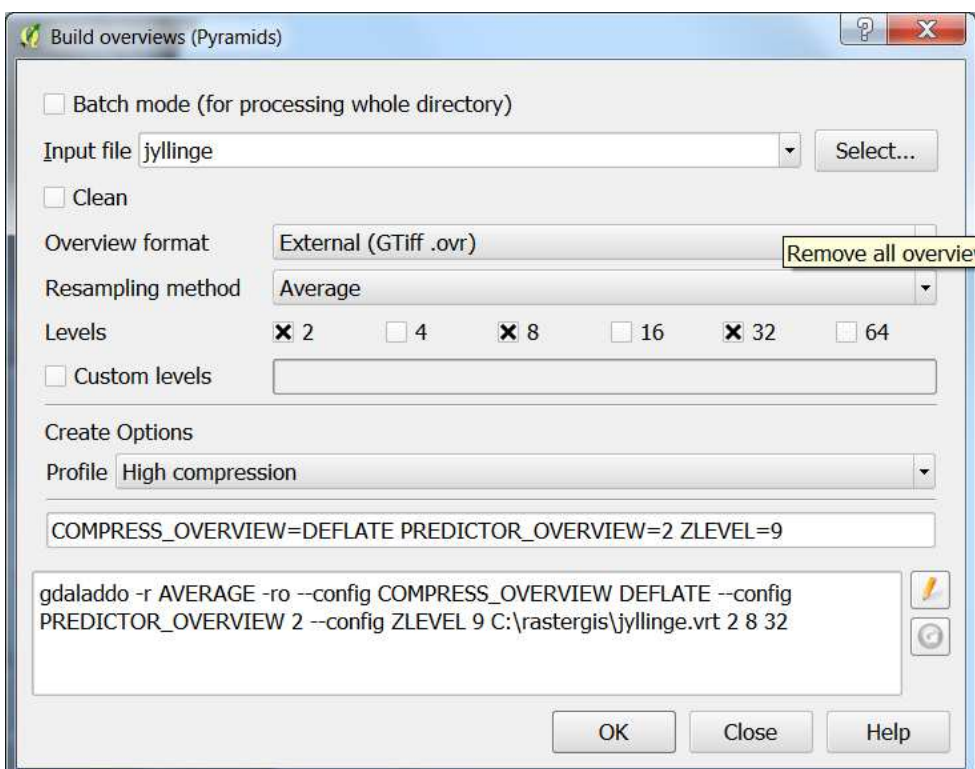 Build overviews (Pyramids)
Batch mode (for processing whole directory)
Input file jyllinge Select...
Clean
Overview format External (GTiff .ovr)
Remove all overvie
Resampling method Average
Levels 2 4 8 16 32 64
Custom levels
Create Options
Profile High compression
COMPRESS_OVERVIEW=DEFLATE PREDICTOR_OVERVIEW=2 ZLEVEL=9
gdaladdo -r AVERAGE -ro --config COMPRESS_OVERVIEW DEFLATE --config
PREDICTOR_OVERVIEW 2 --config ZLEVEL 9 C:\rastergis\jyllinge.vrt 2 8 32
OK Close Help